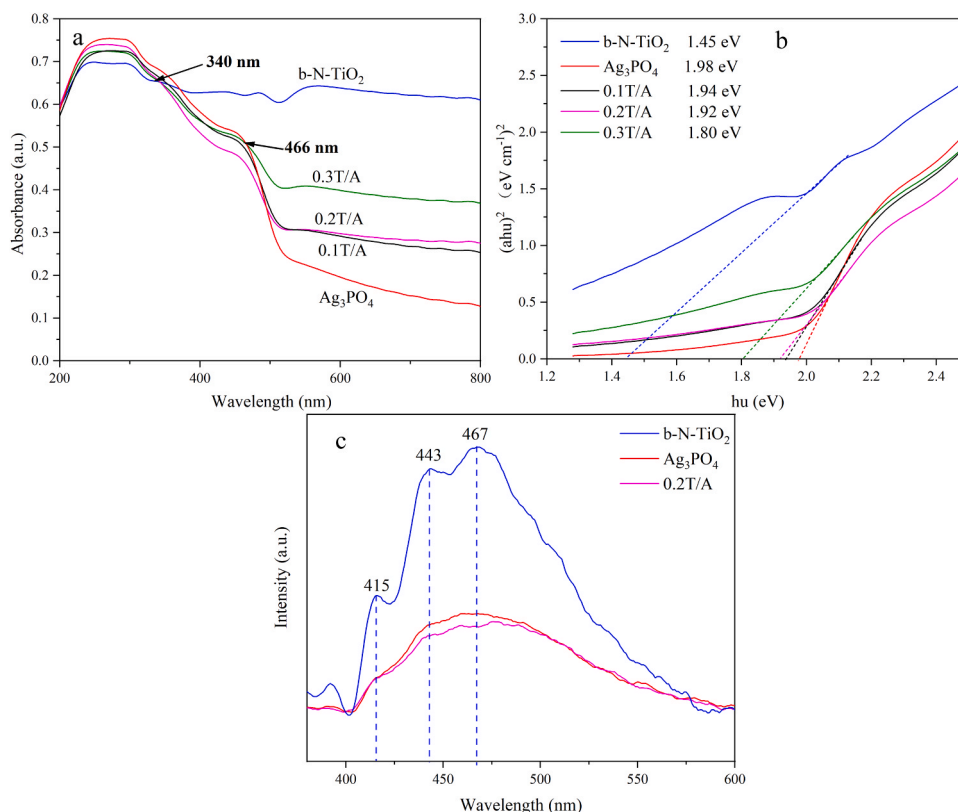 a
340 nm
466 nm
b-N-TiO₂
0.3T/A
0.2T/A
0.1T/A
Ag₃PO₄
0.8
0.7
0.6
0.5
0.4
0.3
0.2
0.1
0.0
200
400
600
800
Absorbance (a.u.)
Wavelength (nm)
b
b-N-TiO₂ 1.45 eV
Ag₃PO₄ 1.98 eV
0.1T/A 1.94 eV
0.2T/A 1.92 eV
0.3T/A 1.80 eV
3.0
2.5
2.0
1.5
1.0
0.5
0.0
1.2
1.4
1.6
1.8
2.0
2.2
2.4
(ahu)² (eV cm⁻¹)²
hu (eV)
c
415
443
467
b-N-TiO₂
Ag₃PO₄
0.2T/A
400
450
500
550
600
Intensity (a.u.)
Wavelength (nm)